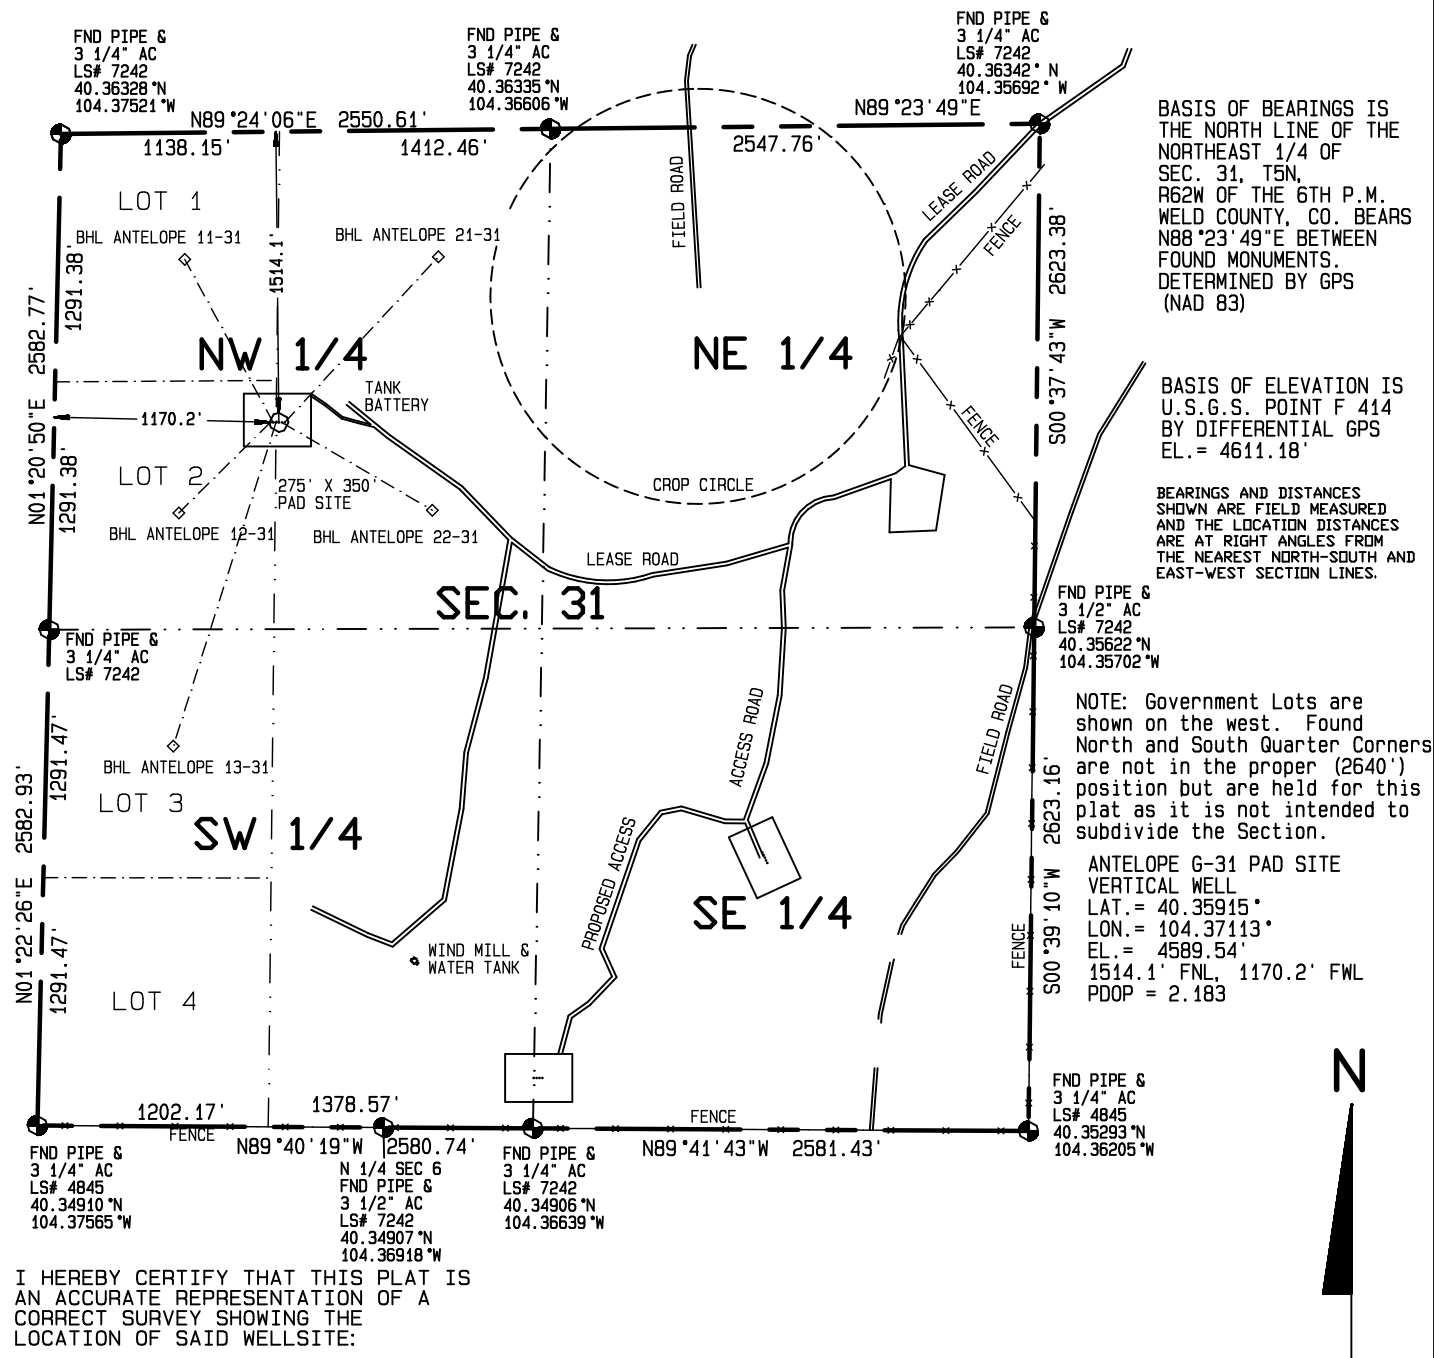 FND PIPE &
3 1/4" AC
LS# 7242
40.36328°N
104.37521°W
FND PIPE &
3 1/4" AC
LS# 7242
40.36335°N
104.36606°W
FND PIPE &
3 1/4" AC
LS# 7242
40.36342° N
104.35692° W
N89°24'06"E 2550.61'
1138.15' 1412.46'
N89°23'49"E
2547.76'
BASIS OF BEARINGS IS
THE NORTH LINE OF THE
NORTHEAST 1/4 OF
SEC. 31, T5N,
R62W OF THE 6TH P.M.
WELD COUNTY, CO. BEARS
N88°23'49"E BETWEEN
FOUND MONUMENTS.
DETERMINED BY GPS
(NAD 83)
LOT 1
BHL ANTELOPE 11-31
BHL ANTELOPE 21-31
1514.1'
FIELD ROAD
LEASE ROAD
FENCE
S00°37'43"W 2623.38'
N01°20'50"E 2582.77'
1291.38'
1291.38'
NW 1/4
NE 1/4
TANK
BATTERY
1170.2'
FENCE
BASIS OF ELEVATION IS
U.S.G.S. POINT F 414
BY DIFFERENTIAL GPS
EL.= 4611.18'
LOT 2
275' X 350'
PAD SITE
CROP CIRCLE
BHL ANTELOPE 12-31
BHL ANTELOPE 22-31
LEASE ROAD
BEARINGS AND DISTANCES
SHOWN ARE FIELD MEASURED
AND THE LOCATION DISTANCES
ARE AT RIGHT ANGLES FROM
THE NEAREST NORTH-SOUTH AND
EAST-WEST SECTION LINES.
SEC. 31
FND PIPE &
3 1/4" AC
LS# 7242
FND PIPE &
3 1/2" AC
LS# 7242
40.35622°N
104.35702°W
NOTE: Government Lots are
shown on the west. Found
North and South Quarter Corners
are not in the proper (2640')
position but are held for this
plat as it is not intended to
subdivide the Section.
BHL ANTELOPE 13-31
LOT 3
ACCESS ROAD
FIELD ROAD
N01°22'26"E 2582.93'
1291.47'
1291.47'
SW 1/4
PROPOSED ACCESS
SE 1/4
S00°39'10"W 2623.16'
FENCE
ANTELOPE G-31 PAD SITE
VERTICAL WELL
LAT.= 40.35915°
LON.= 104.37113°
EL.= 4589.54'
1514.1' FNL, 1170.2' FWL
PDOP = 2.183
WIND MILL &
WATER TANK
LOT 4
N
1202.17' 1378.57'
FENCE
N89°40'19"W 2580.74'
FENCE
N89°41'43"W 2581.43'
FND PIPE &
3 1/4" AC
LS# 4845
40.35293°N
104.36205°W
FND PIPE &
3 1/4" AC
LS# 4845
40.34910°N
104.37565°W
N 1/4 SEC 6
FND PIPE &
3 1/2" AC
LS# 7242
40.34907°N
104.36918°W
FND PIPE &
3 1/4" AC
LS# 7242
40.34906°N
104.36639°W
I HEREBY CERTIFY THAT THIS PLAT IS
AN ACCURATE REPRESENTATION OF A
CORRECT SURVEY SHOWING THE
LOCATION OF SAID WELLSITE: